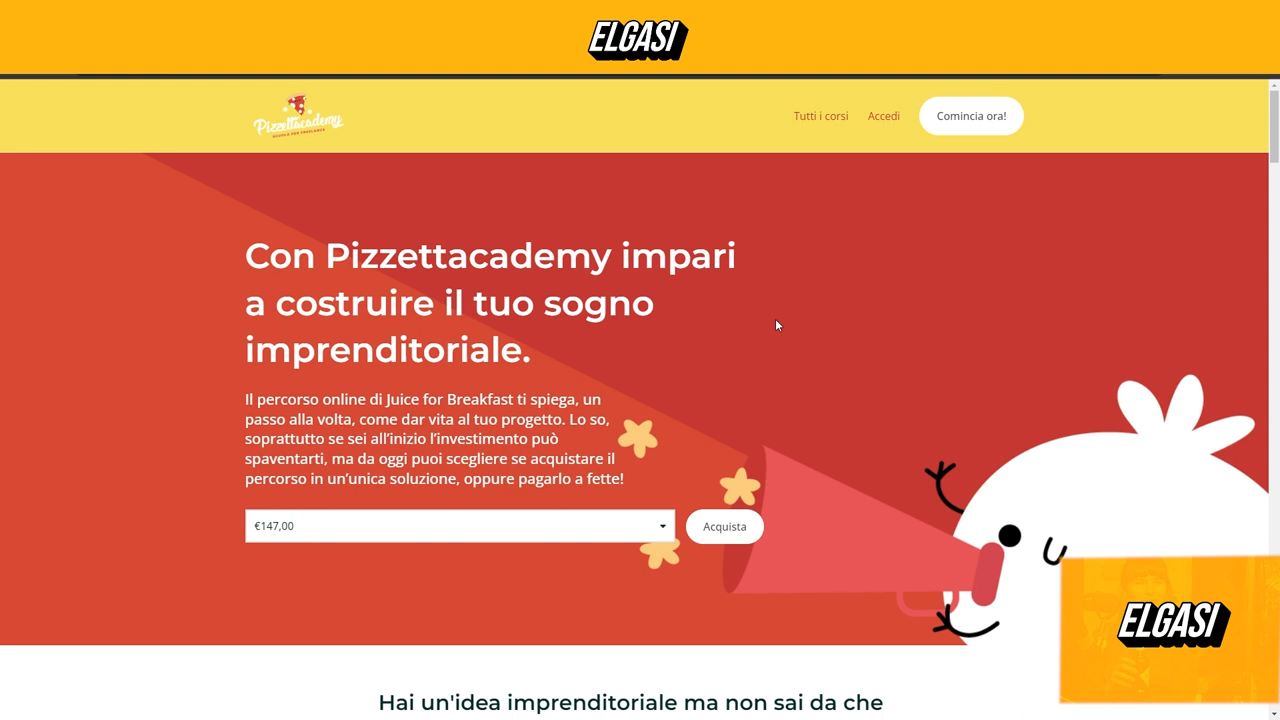 ELGASI
Pizzettacademy
SCUOLA PER FREELANCE
Tutti i corsi
Accedi
Comincia ora!
Con Pizzettacademy impari
a costruire il tuo sogno
imprenditoriale.
Il percorso online di Juice for Breakfast ti spiega, un
passo alla volta, come dar vita al tuo progetto. Lo so,
soprattutto se sei all’inizio l’investimento può
spaventarti, ma da oggi puoi scegliere se acquistare il
percorso in un’unica soluzione, oppure pagarlo a fette!
€147,00
Acquista
ELGASI
Hai un'idea imprenditoriale ma non sai da che